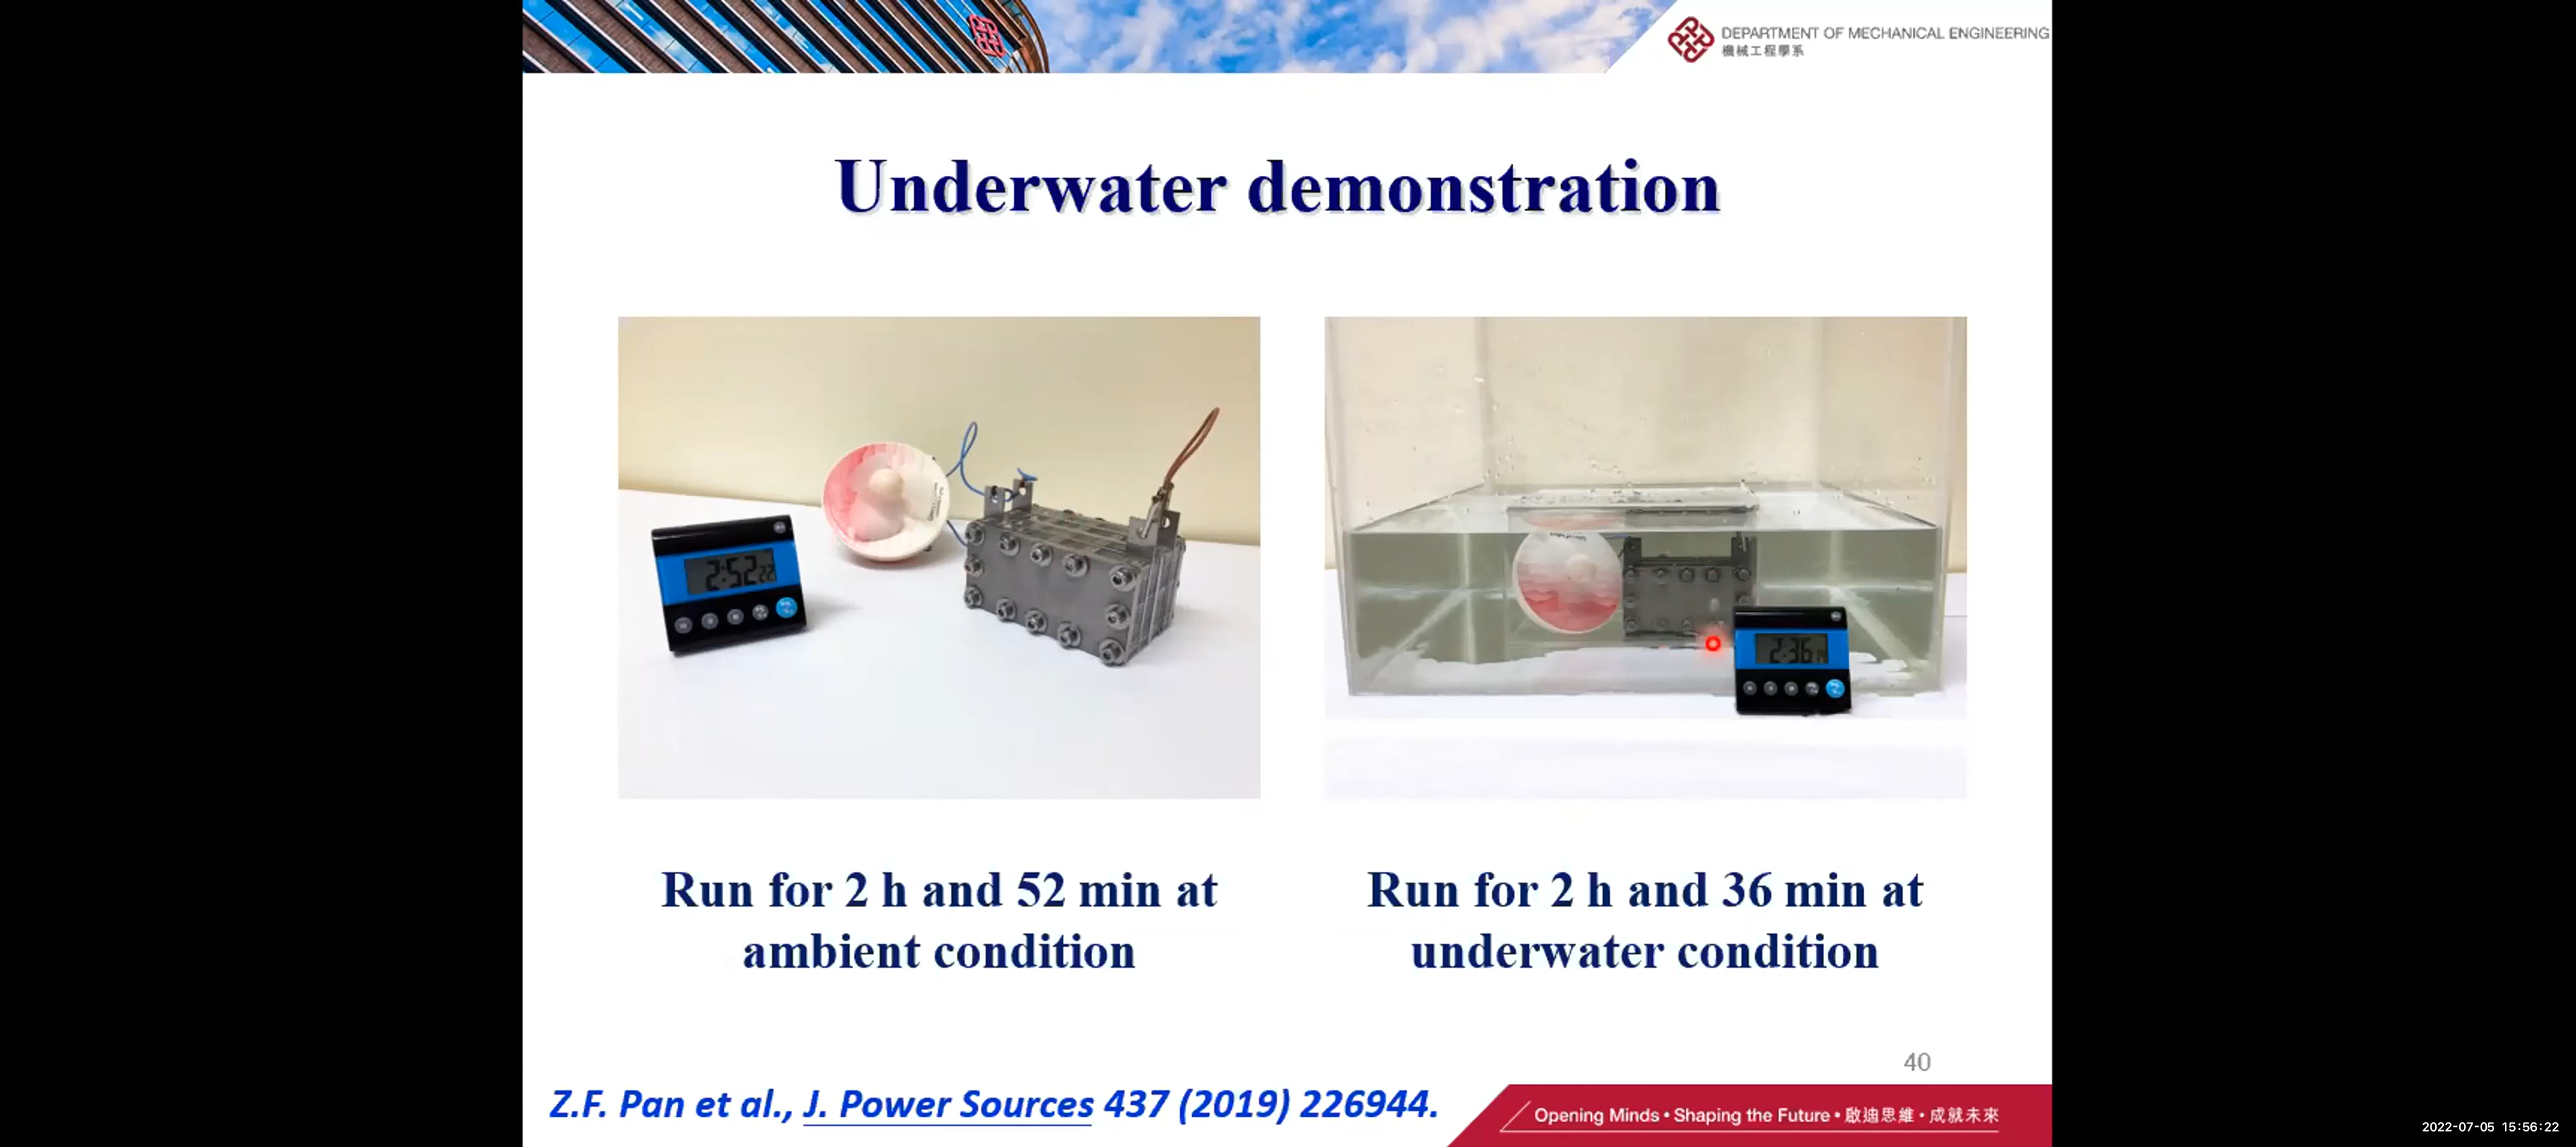 DEPARTMENT OF MECHANICAL ENGINEERING
機械工程學系
Underwater demonstration
2:52 22
2:36
Run for 2 h and 52 min at
ambient condition
Run for 2 h and 36 min at
underwater condition
40
Z.F. Pan et al., J. Power Sources 437 (2019) 226944.
Opening Minds • Shaping the Future • 啟迪思維 • 成就未來
2022-07-05 15:56:22